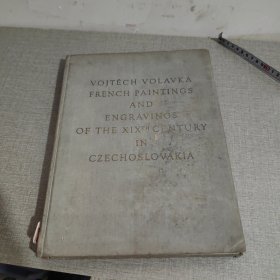 VOJTĚCH VOLAVKA
FRENCH PAINTINGS
AND
ENGRAVINGS
OF THE XIXTH CENTURY
IN
CZECHOSLOVAKIA